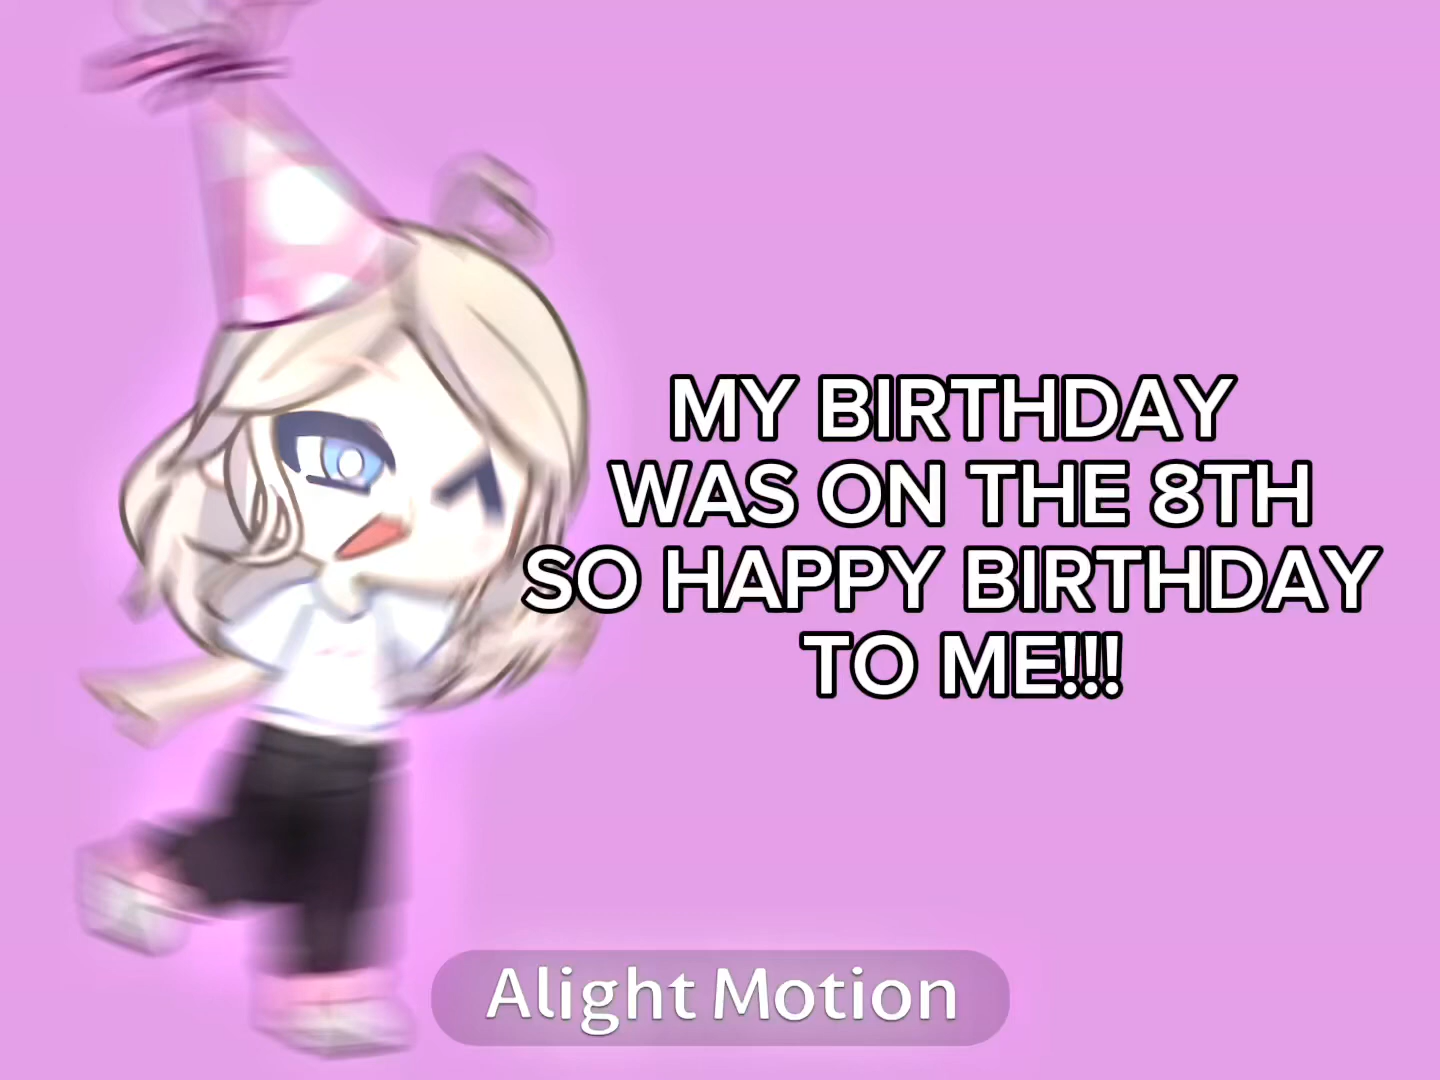 MY BIRTHDAY
WAS ON THE 8TH
SO HAPPY BIRTHDAY
TO ME!!!
Alight Motion